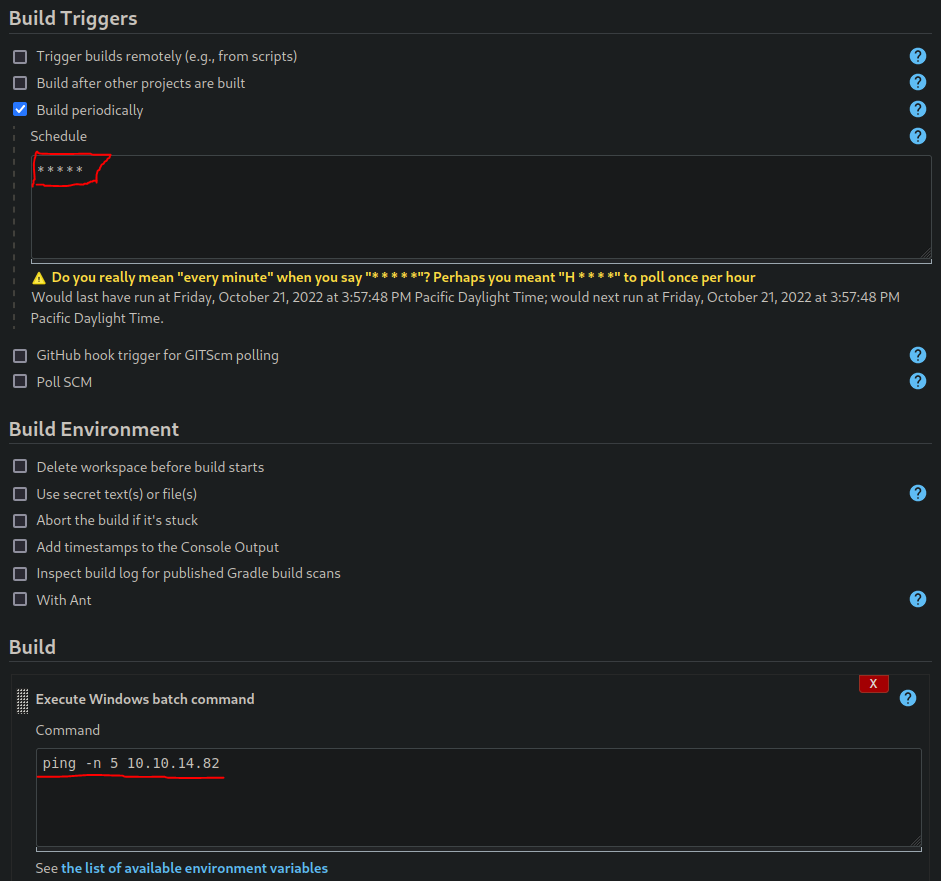 Build Triggers
Trigger builds remotely (e.g., from scripts)
?
Build after other projects are built
?
Build periodically
?
Schedule
?
* * * * *
Do you really mean "every minute" when you say "* * * * *"? Perhaps you meant "H * * * *" to poll once per hour
Would last have run at Friday, October 21, 2022 at 3:57:48 PM Pacific Daylight Time; would next run at Friday, October 21, 2022 at 3:57:48 PM
Pacific Daylight Time.
GitHub hook trigger for GITScm polling
?
Poll SCM
?
Build Environment
Delete workspace before build starts
Use secret text(s) or file(s)
?
Abort the build if it's stuck
Add timestamps to the Console Output
Inspect build log for published Gradle build scans
With Ant
?
Build
X
Execute Windows batch command
?
Command
ping -n 5 10.10.14.82
See the list of available environment variables